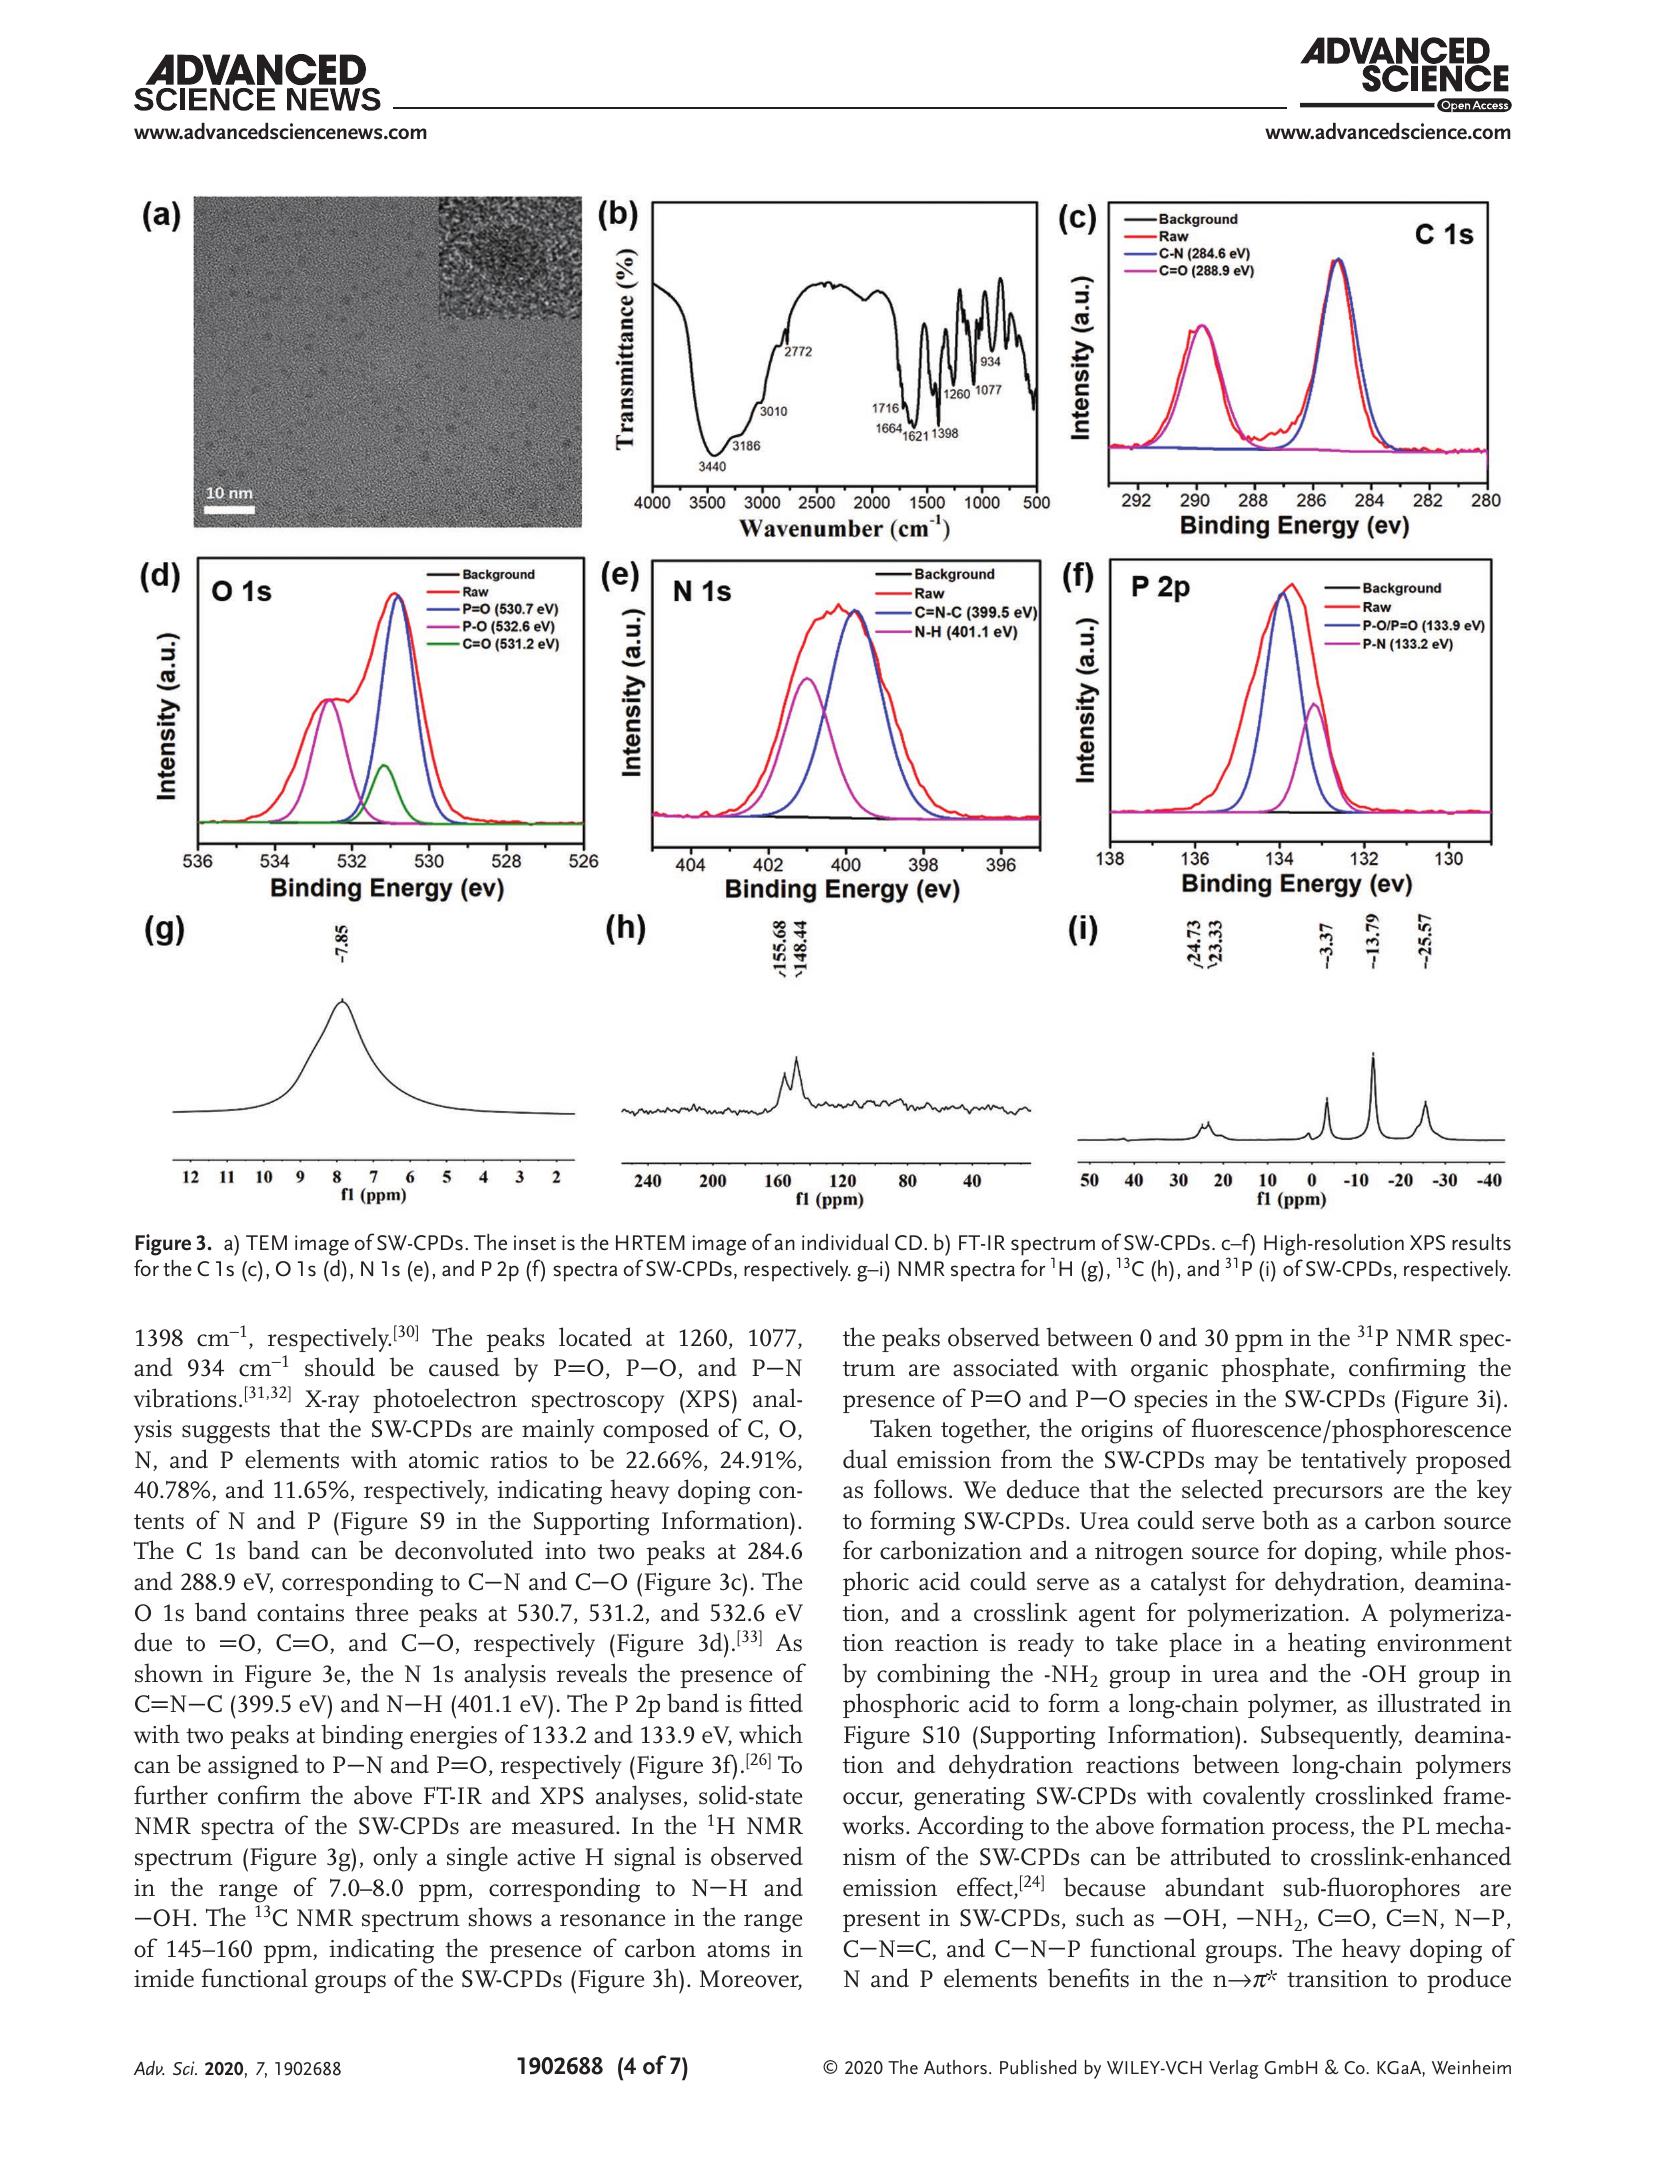 ADVANCED
SCIENCE NEWS
www.advancedsciencenews.com
ADVANCED
SCIENCE
Open Access
www.advancedscience.com
(a)
10 nm
(b)
Transmittance (%)
2772
3010
3186
3440
1716
1664
1621
1398
1260
1077
934
4000 3500 3000 2500 2000 1500 1000 500
Wavenumber (cm-1)
(c)
Background
Raw
C-N (284.6 eV)
C=O (288.9 eV)
C 1s
Intensity (a.u.)
292 290 288 286 284 282 280
Binding Energy (ev)
(d)
O 1s
Background
Raw
P=O (530.7 eV)
P-O (532.6 eV)
C=O (531.2 eV)
Intensity (a.u.)
536 534 532 530 528 526
Binding Energy (ev)
(e)
N 1s
Background
Raw
C=N-C (399.5 eV)
N-H (401.1 eV)
Intensity (a.u.)
404 402 400 398 396
Binding Energy (ev)
(f)
P 2p
Background
Raw
P-O/P=O (133.9 eV)
P-N (133.2 eV)
Intensity (a.u.)
138 136 134 132 130
Binding Energy (ev)
(g)
-7.85
12 11 10 9 8 7 6 5 4 3 2
f1 (ppm)
(h)
155.68
148.44
240 200 160 120 80 40
f1 (ppm)
(i)
24.73
23.33
--3.37
--13.79
--25.57
50 40 30 20 10 0 -10 -20 -30 -40
f1 (ppm)
Figure 3. a) TEM image of SW-CPDs. The inset is the HRTEM image of an individual CD. b) FT-IR spectrum of SW-CPDs. c–f) High-resolution XPS results
for the C 1s (c), O 1s (d), N 1s (e), and P 2p (f) spectra of SW-CPDs, respectively. g–i) NMR spectra for 1H (g), 13C (h), and 31P (i) of SW-CPDs, respectively.
1398 cm−1, respectively.[30] The peaks located at 1260, 1077,
and 934 cm−1 should be caused by P=O, P−O, and P−N
vibrations.[31,32] X-ray photoelectron spectroscopy (XPS) anal-
ysis suggests that the SW-CPDs are mainly composed of C, O,
N, and P elements with atomic ratios to be 22.66%, 24.91%,
40.78%, and 11.65%, respectively, indicating heavy doping con-
tents of N and P (Figure S9 in the Supporting Information).
The C 1s band can be deconvoluted into two peaks at 284.6
and 288.9 eV, corresponding to C−N and C−O (Figure 3c). The
O 1s band contains three peaks at 530.7, 531.2, and 532.6 eV
due to =O, C=O, and C−O, respectively (Figure 3d).[33] As
shown in Figure 3e, the N 1s analysis reveals the presence of
C=N−C (399.5 eV) and N−H (401.1 eV). The P 2p band is fitted
with two peaks at binding energies of 133.2 and 133.9 eV, which
can be assigned to P−N and P=O, respectively (Figure 3f).[26] To
further confirm the above FT-IR and XPS analyses, solid-state
NMR spectra of the SW-CPDs are measured. In the 1H NMR
spectrum (Figure 3g), only a single active H signal is observed
in the range of 7.0–8.0 ppm, corresponding to N−H and
−OH. The 13C NMR spectrum shows a resonance in the range
of 145–160 ppm, indicating the presence of carbon atoms in
imide functional groups of the SW-CPDs (Figure 3h). Moreover,
the peaks observed between 0 and 30 ppm in the 31P NMR spec-
trum are associated with organic phosphate, confirming the
presence of P=O and P−O species in the SW-CPDs (Figure 3i).
Taken together, the origins of fluorescence/phosphorescence
dual emission from the SW-CPDs may be tentatively proposed
as follows. We deduce that the selected precursors are the key
to forming SW-CPDs. Urea could serve both as a carbon source
for carbonization and a nitrogen source for doping, while phos-
phoric acid could serve as a catalyst for dehydration, deamina-
tion, and a crosslink agent for polymerization. A polymeriza-
tion reaction is ready to take place in a heating environment
by combining the -NH2 group in urea and the -OH group in
phosphoric acid to form a long-chain polymer, as illustrated in
Figure S10 (Supporting Information). Subsequently, deamina-
tion and dehydration reactions between long-chain polymers
occur, generating SW-CPDs with covalently crosslinked frame-
works. According to the above formation process, the PL mecha-
nism of the SW-CPDs can be attributed to crosslink-enhanced
emission effect,[24] because abundant sub-fluorophores are
present in SW-CPDs, such as −OH, −NH2, C=O, C=N, N−P,
C−N=C, and C−N−P functional groups. The heavy doping of
N and P elements benefits in the n→π* transition to produce
Adv. Sci. 2020, 7, 1902688
1902688 (4 of 7)
© 2020 The Authors. Published by WILEY-VCH Verlag GmbH & Co. KGaA, Weinheim